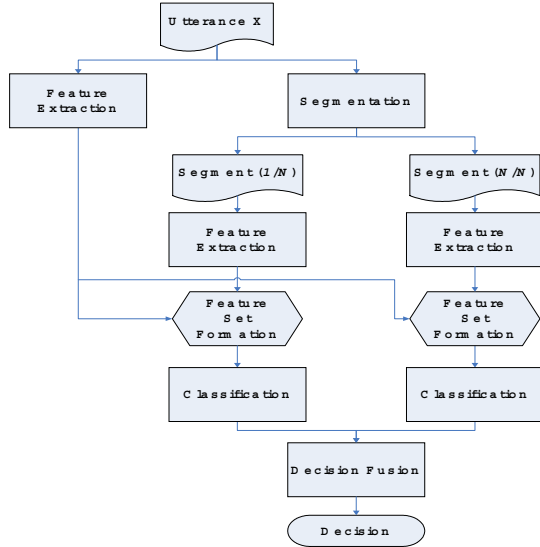 Utterance X
Feature
Extraction
Segmentation
Segment (1/N)
Segment (N/N)
Feature
Extraction
Feature
Extraction
Feature
Set
Formation
Feature
Set
Formation
Classification
Classification
Decision Fusion
Decision